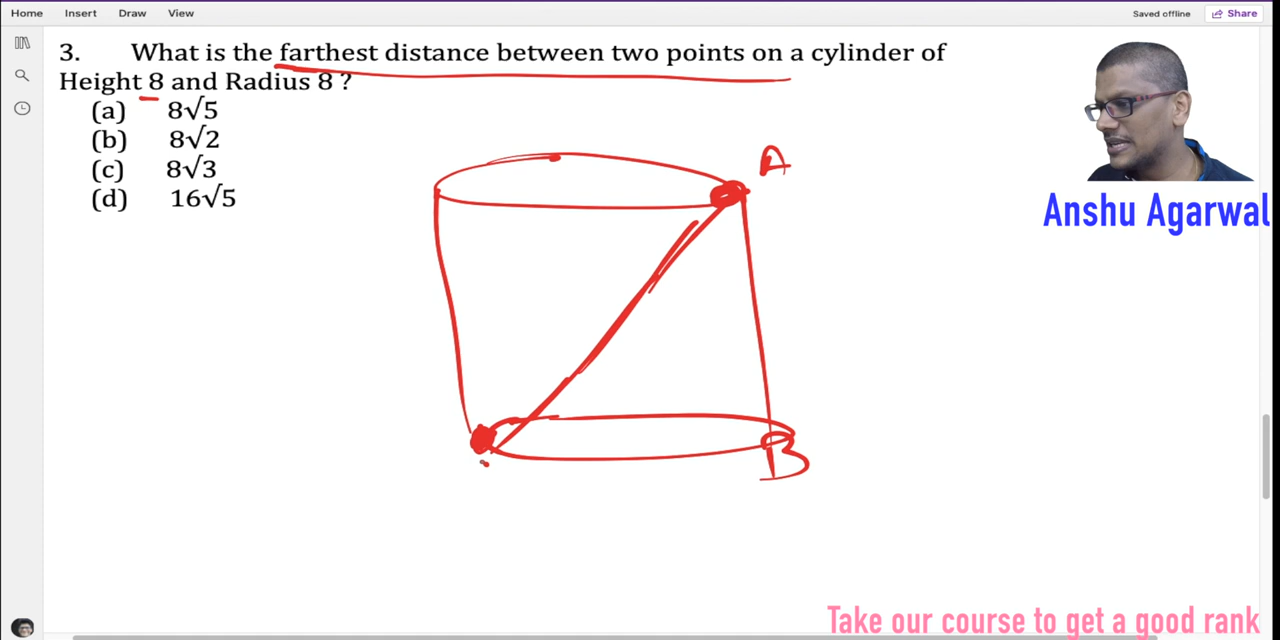 Home Insert Draw View Saved offline Share
3. What is the farthest distance between two points on a cylinder of
Height 8 and Radius 8 ?
(a) 8√5
(b) 8√2
(c) 8√3
(d) 16√5
A
B
Anshu Agarwal
Take our course to get a good rank